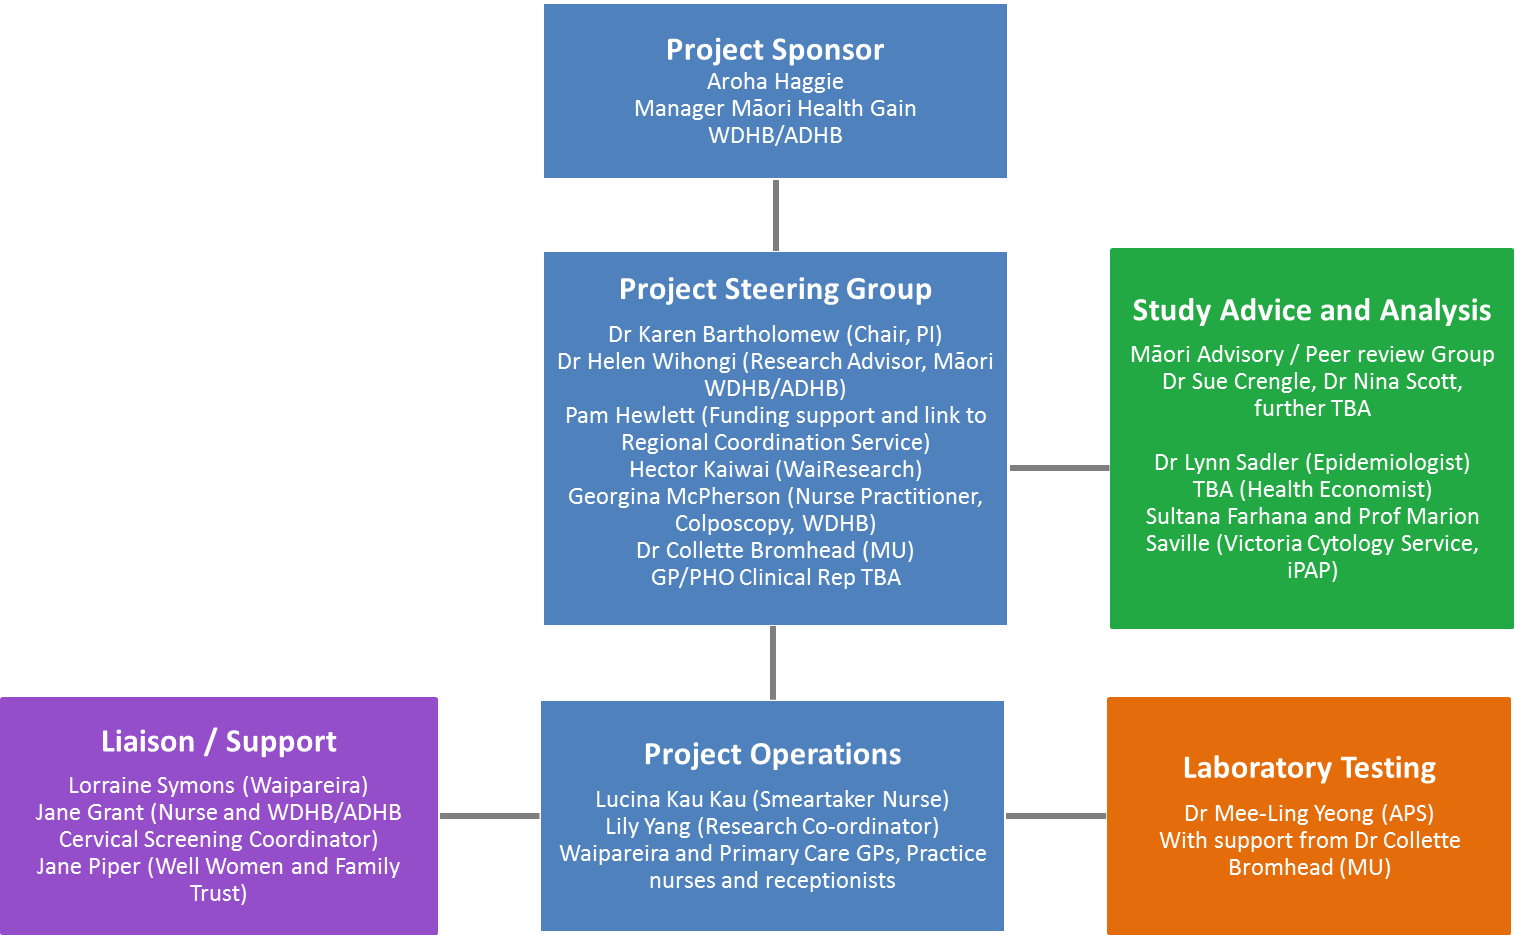 Project Sponsor
Aroha Haggie
Manager Māori Health Gain
WDHB/ADHB
Project Steering Group
Dr Karen Bartholomew (Chair, PI)
Dr Helen Wihongi (Research Advisor, Māori
WDHB/ADHB)
Pam Hewlett (Funding support and link to
Regional Coordination Service)
Hector Kaiwai (WaiResearch)
Georgina McPherson (Nurse Practitioner,
Colposcopy, WDHB)
Dr Collette Bromhead (MU)
GP/PHO Clinical Rep TBA
Study Advice and Analysis
Māori Advisory / Peer review Group
Dr Sue Crengle, Dr Nina Scott,
further TBA
Dr Lynn Sadler (Epidemiologist)
TBA (Health Economist)
Sultana Farhana and Prof Marion
Saville (Victoria Cytology Service,
iPAP)
Liaison / Support
Lorraine Symons (Waipareira)
Jane Grant (Nurse and WDHB/ADHB
Cervical Screening Coordinator)
Jane Piper (Well Women and Family
Trust)
Project Operations
Lucina Kau Kau (Smeartaker Nurse)
Lily Yang (Research Co-ordinator)
Waipareira and Primary Care GPs, Practice
nurses and receptionists
Laboratory Testing
Dr Mee-Ling Yeong (APS)
With support from Dr Collette
Bromhead (MU)